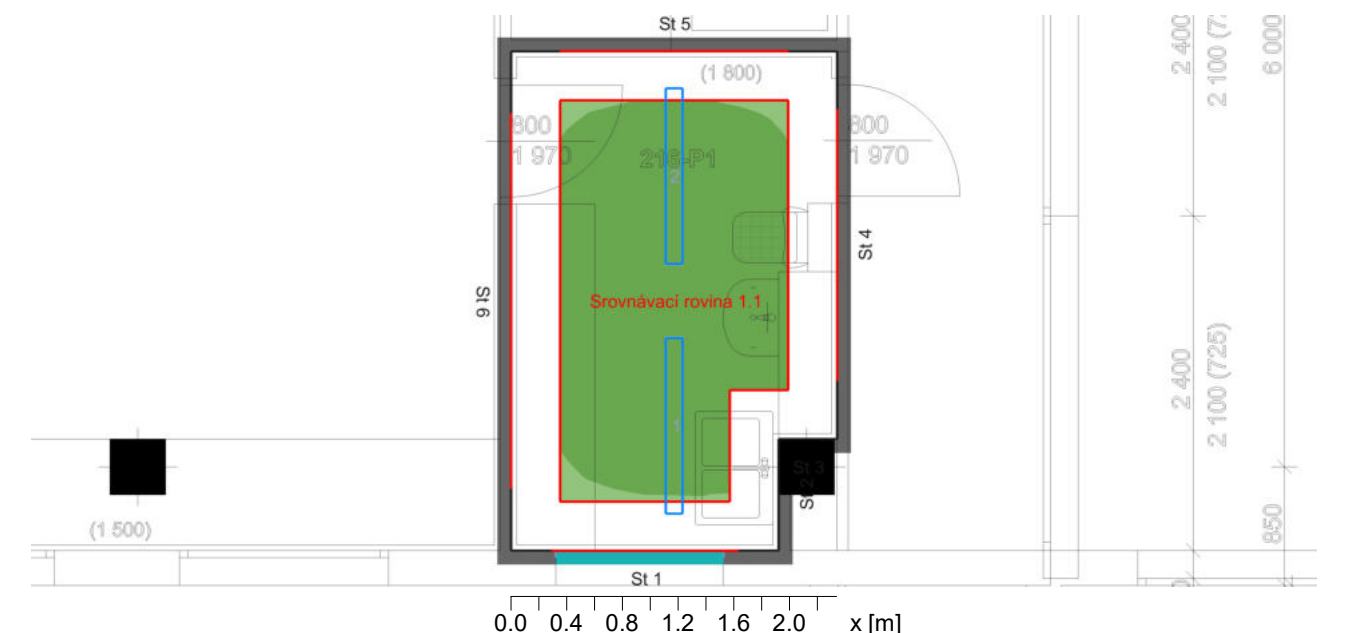 St 5
(1 800)
2 400
2 100 (7
6 000
800
1 970
216-P1
2
800
1 970
St 4
St 6
Srovnávací rovina 1.1
2 400
2 100 (725)
1
St 3
St 2
850
(1 500)
St 1
0.0 0.4 0.8 1.2 1.6 2.0 x [m]